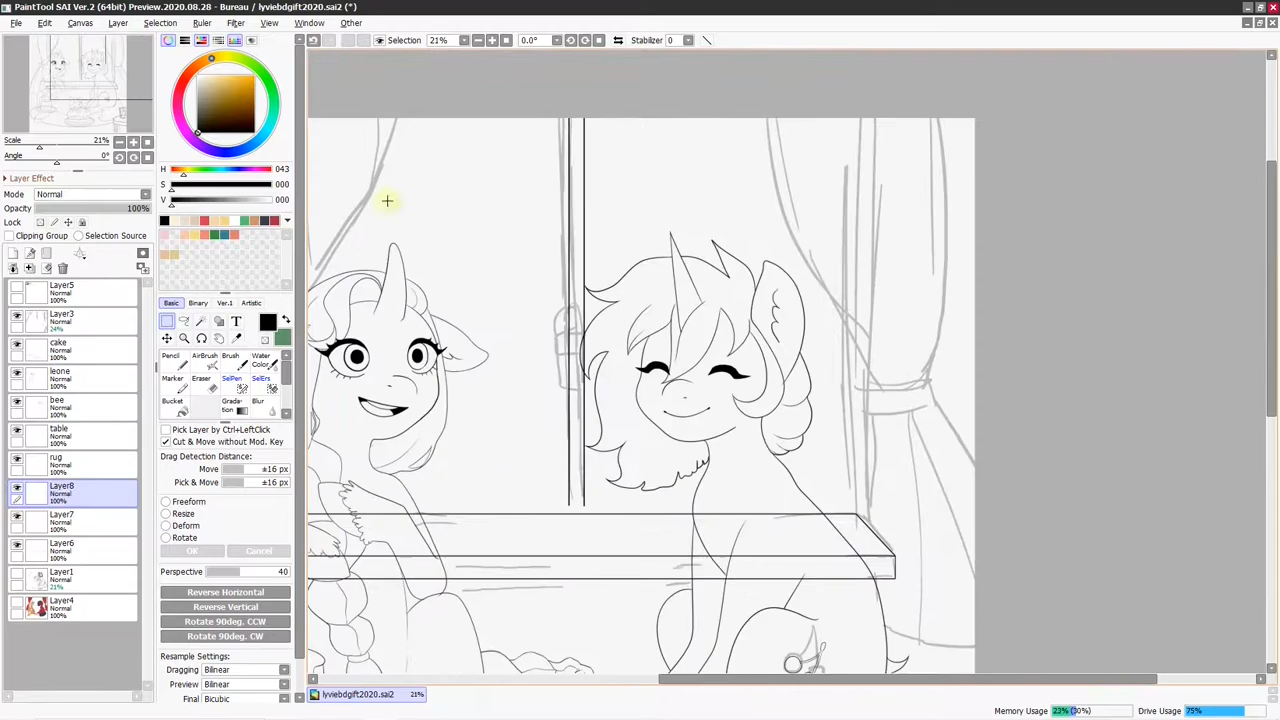 PaintTool SAI Ver.2 (64bit) Preview.2020.08.28 - Bureau / lyviebdgift2020.sai2 (*)
File Edit Canvas Layer Selection Ruler Filter View Window Other
Selection 21% 0.0° Stabilizer 0
Scale 21%
Angle 0°
Layer Effect
Mode Normal
Opacity 100%
Lock
Clipping Group Selection Source
Layer5
Normal
100%
Layer3
Normal
24%
cake
Normal
100%
leone
Normal
100%
bee
Normal
100%
table
Normal
100%
rug
Normal
100%
Layer8
Normal
100%
Layer7
Normal
100%
Layer6
Normal
100%
Layer1
Normal
21%
Layer4
Normal
100%
H 043
S 000
V 000
Basic Binary Ver.1 Artistic
T
Pencil AirBrush Brush Water Color
Marker Eraser SelPen SelErs
Bucket Gradation Blur
Pick Layer by Ctrl+LeftClick
Cut & Move without Mod. Key
Drag Detection Distance:
Move ±16 px
Pick & Move ±16 px
Freeform
Resize
Deform
Rotate
OK Cancel
Perspective 40
Reverse Horizontal
Reverse Vertical
Rotate 90deg. CCW
Rotate 90deg. CW
Resample Settings:
Dragging Bilinear
Preview Bilinear
Final Bicubic
lyviebdgift2020.sai2 21%
Memory Usage 23% (30%) Drive Usage 75%